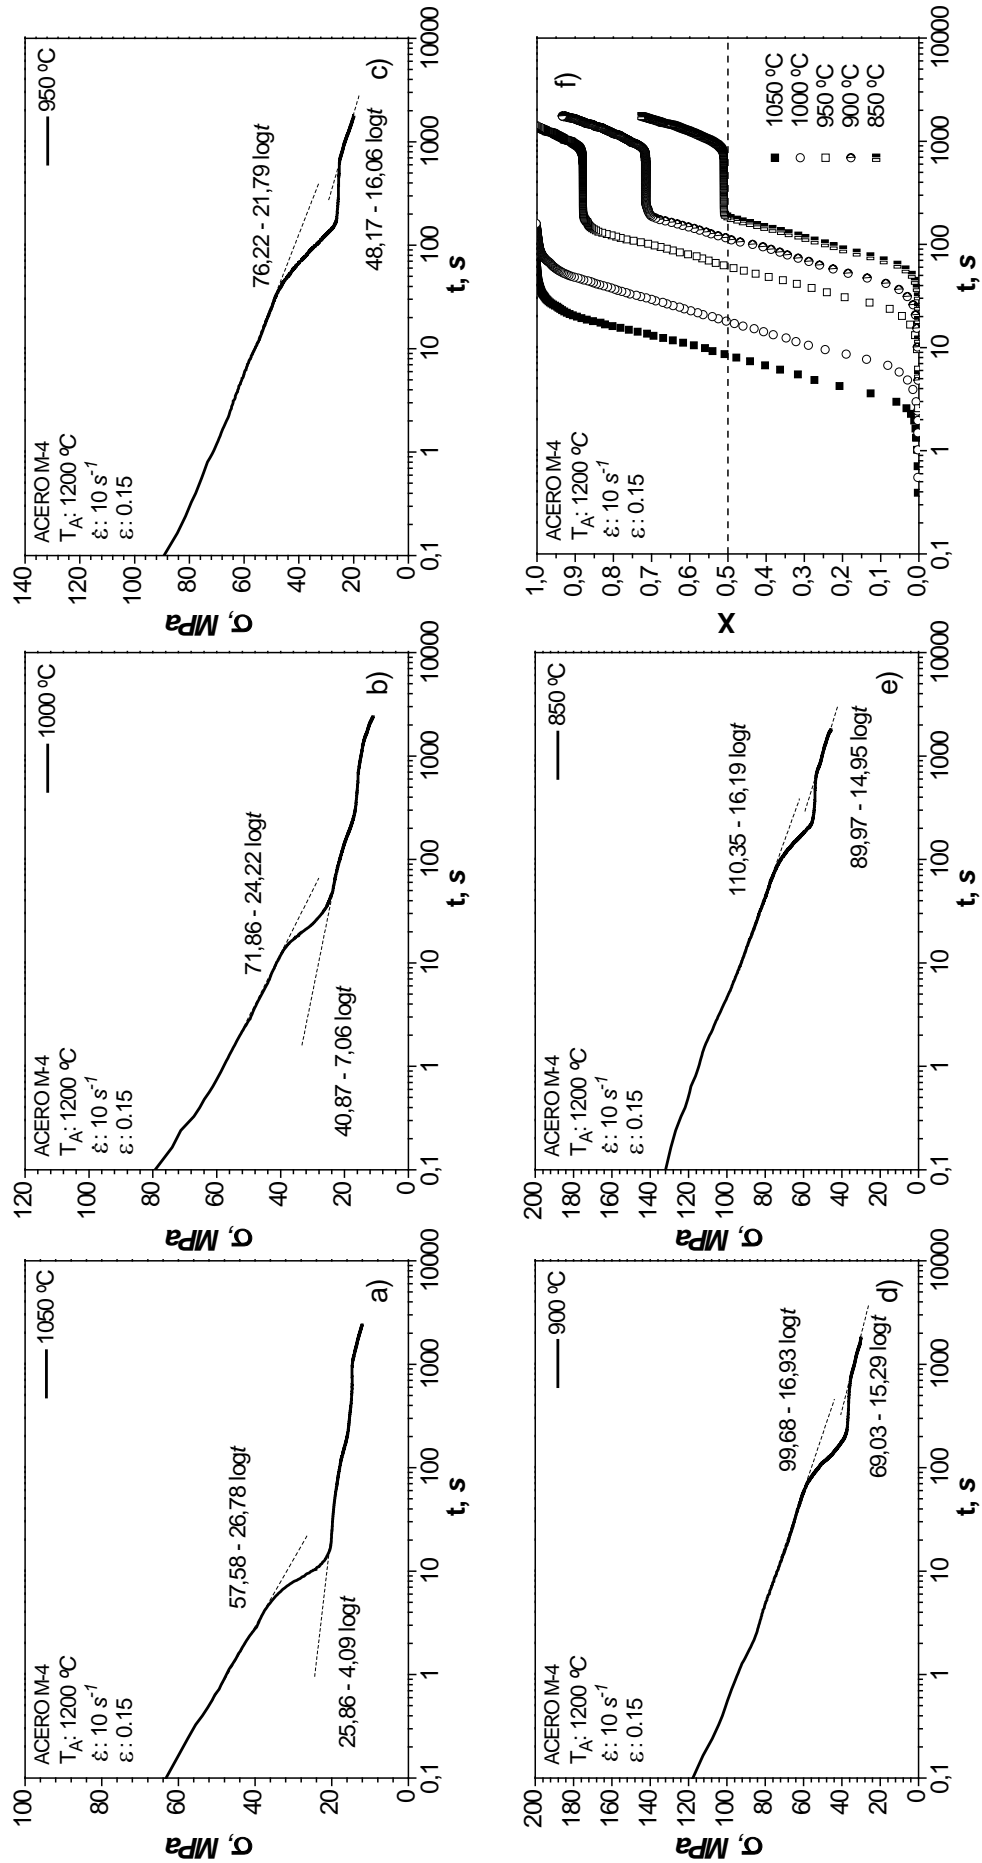 100
80
60
40
20
0
0,1
1
10
100
1000
10000
σ, MPa
t, s
ACERO M-4
TA: 1200 ºC
ε̇: 10 s-1
ε: 0.15
1050 ºC
57,58 - 26,78 logt
25,86 - 4,09 logt
a)
120
100
80
60
40
20
0
0,1
1
10
100
1000
10000
σ, MPa
t, s
ACERO M-4
TA: 1200 ºC
ε̇: 10 s-1
ε: 0.15
1000 ºC
71,86 - 24,22 logt
40,87 - 7,06 logt
b)
140
120
100
80
60
40
20
0
0,1
1
10
100
1000
10000
σ, MPa
t, s
ACERO M-4
TA: 1200 ºC
ε̇: 10 s-1
ε: 0.15
950 ºC
76,22 - 21,79 logt
48,17 - 16,06 logt
c)
200
180
160
140
120
100
80
60
40
20
0
0,1
1
10
100
1000
10000
σ, MPa
t, s
ACERO M-4
TA: 1200 ºC
ε̇: 10 s-1
ε: 0.15
900 ºC
99,68 - 16,93 logt
69,03 - 15,29 logt
d)
200
180
160
140
120
100
80
60
40
20
0
0,1
1
10
100
1000
10000
σ, MPa
t, s
ACERO M-4
TA: 1200 ºC
ε̇: 10 s-1
ε: 0.15
850 ºC
110,35 - 16,19 logt
89,97 - 14,95 logt
e)
1,0
0,9
0,8
0,7
0,6
0,5
0,4
0,3
0,2
0,1
0,0
0,1
1
10
100
1000
10000
X
t, s
ACERO M-4
TA: 1200 ºC
ε̇: 10 s-1
ε: 0.15
f)
1050 ºC
1000 ºC
950 ºC
900 ºC
850 ºC